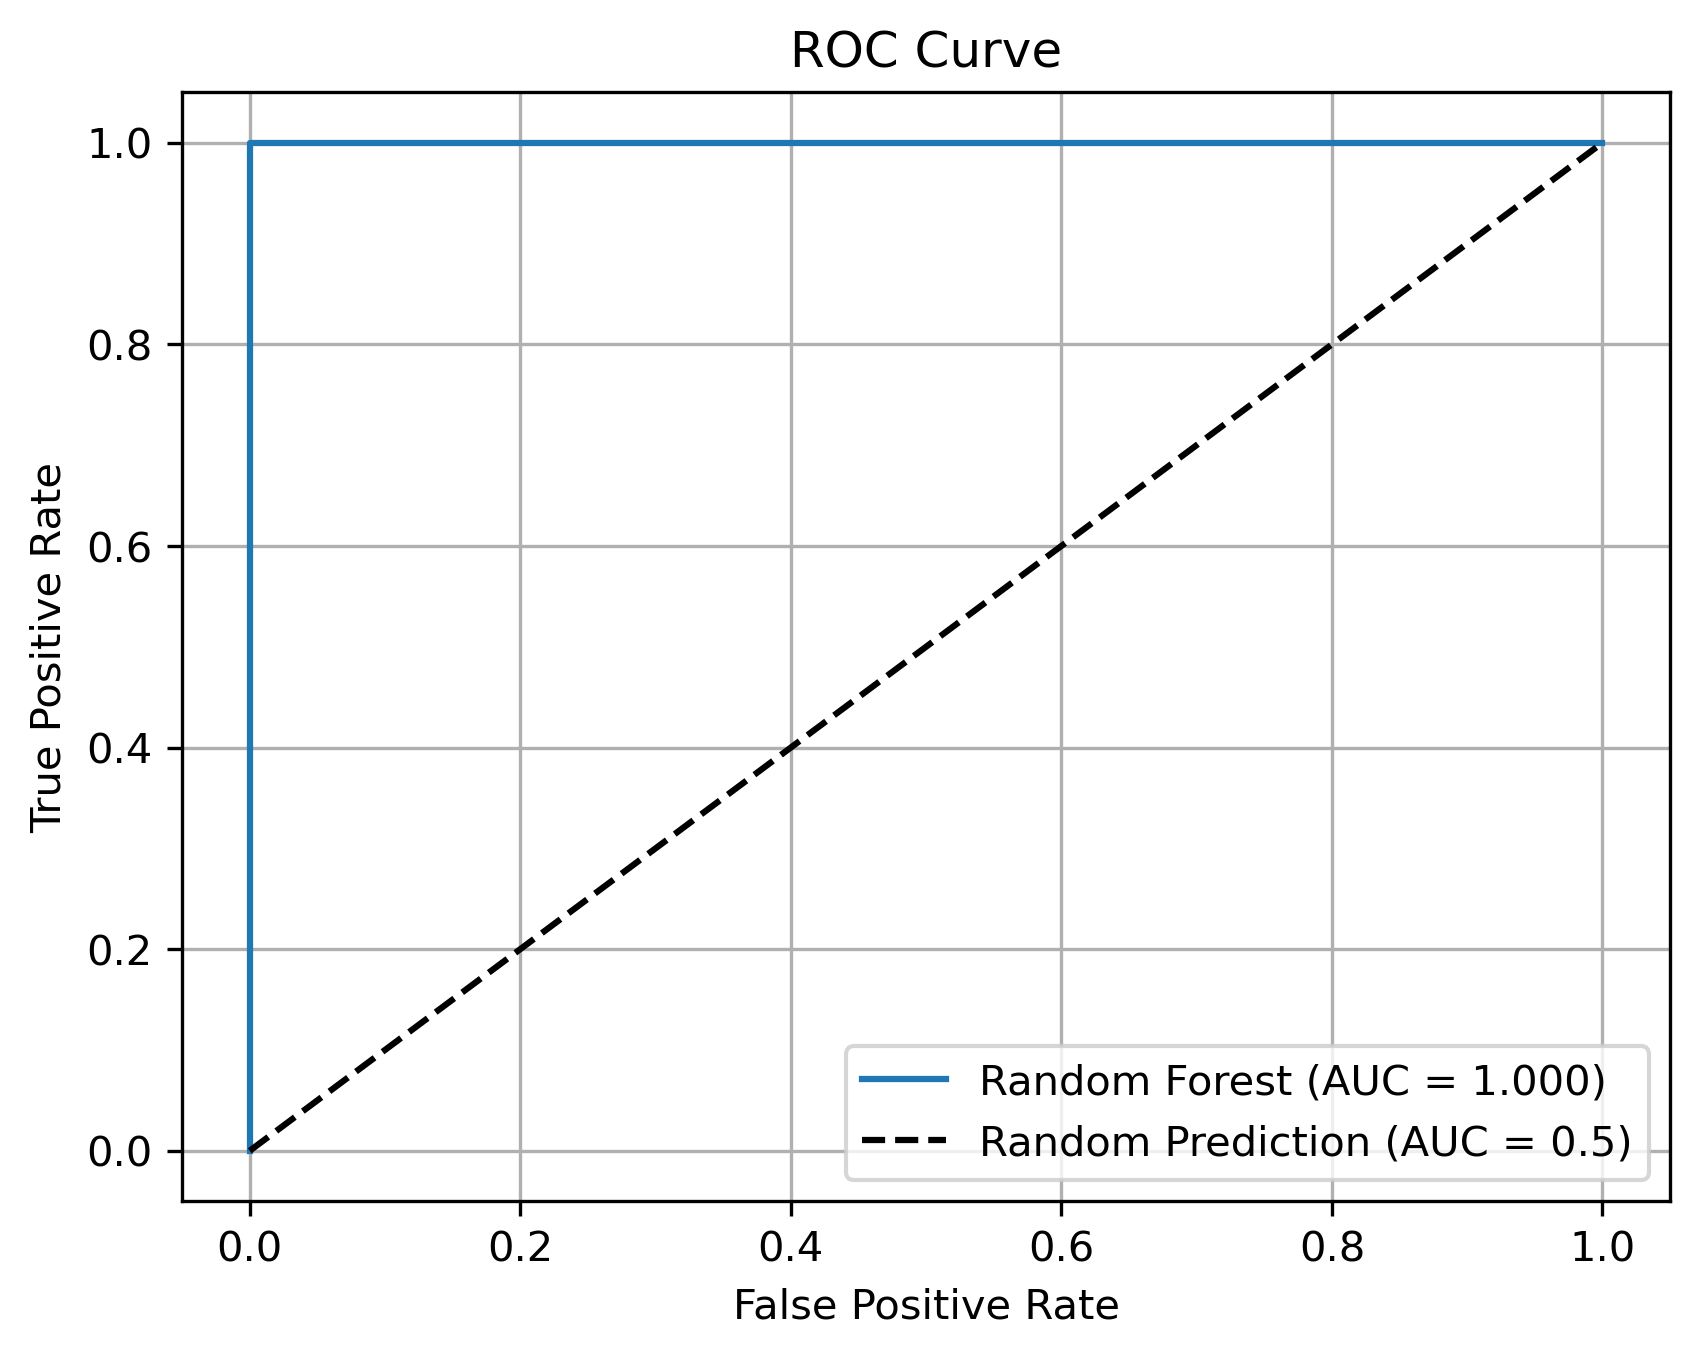 ROC Curve
True Positive Rate
1.0
0.8
0.6
0.4
0.2
0.0
Random Forest (AUC = 1.000)
Random Prediction (AUC = 0.5)
0.0 0.2 0.4 0.6 0.8 1.0
False Positive Rate